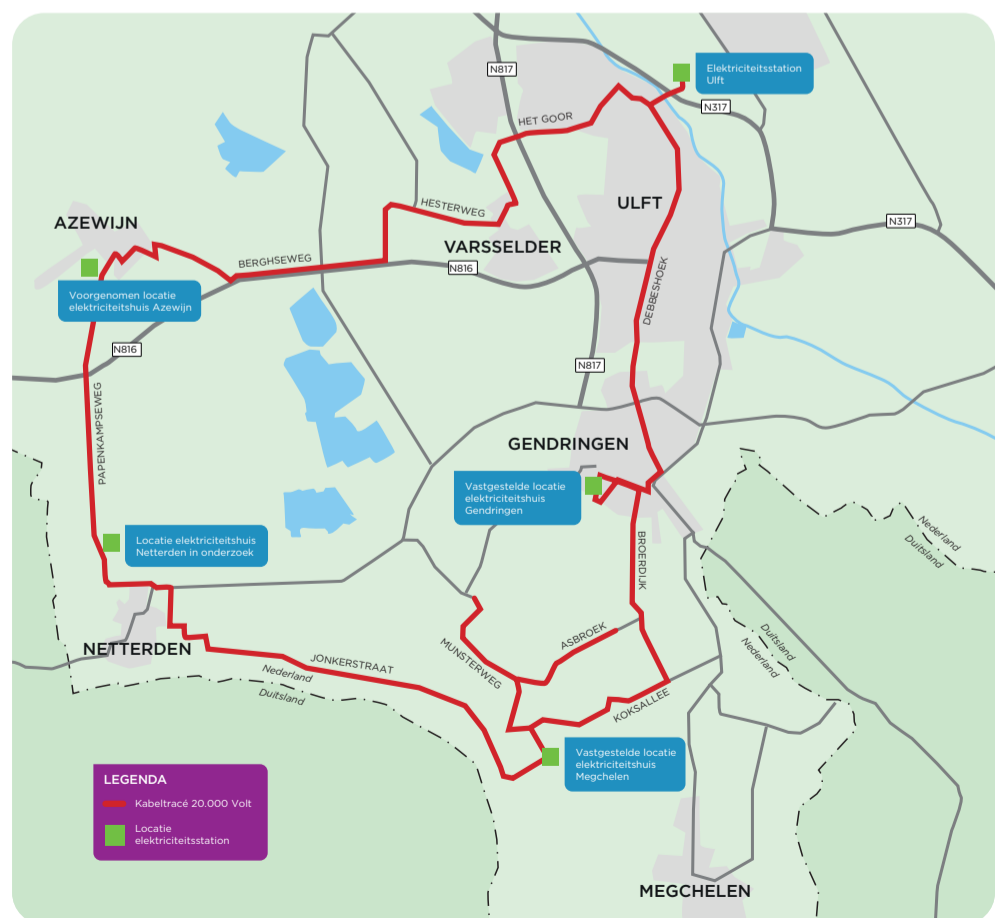 N817
Elektriciteitsstation
Ulft
N317
HET GOOR
HESTERWEG
ULFT
AZEWIJN
N317
VARSSELDER
BERGHSEWEG
N816
Voorgenomen locatie
elektriciteitshuis Azewijn
DEBBESHOEK
N816
N817
PAPENKAMPSEWEG
GENDRINGEN
Vastgestelde locatie
elektriciteitshuis
Gendringen
Nederland
Duitsland
Locatie elektriciteitshuis
Netterden in onderzoek
BROERDIJK
ASBROEK
Duitsland
Nederland
NETTERDEN
MUNSTERWEG
JONKERSTRAAT
Nederland
Duitsland
KOKSALLEE
Vastgestelde locatie
elektriciteitshuis
Megchelen
LEGENDA
Kabeltracé 20.000 Volt
Locatie
elektriciteitsstation
MEGCHELEN